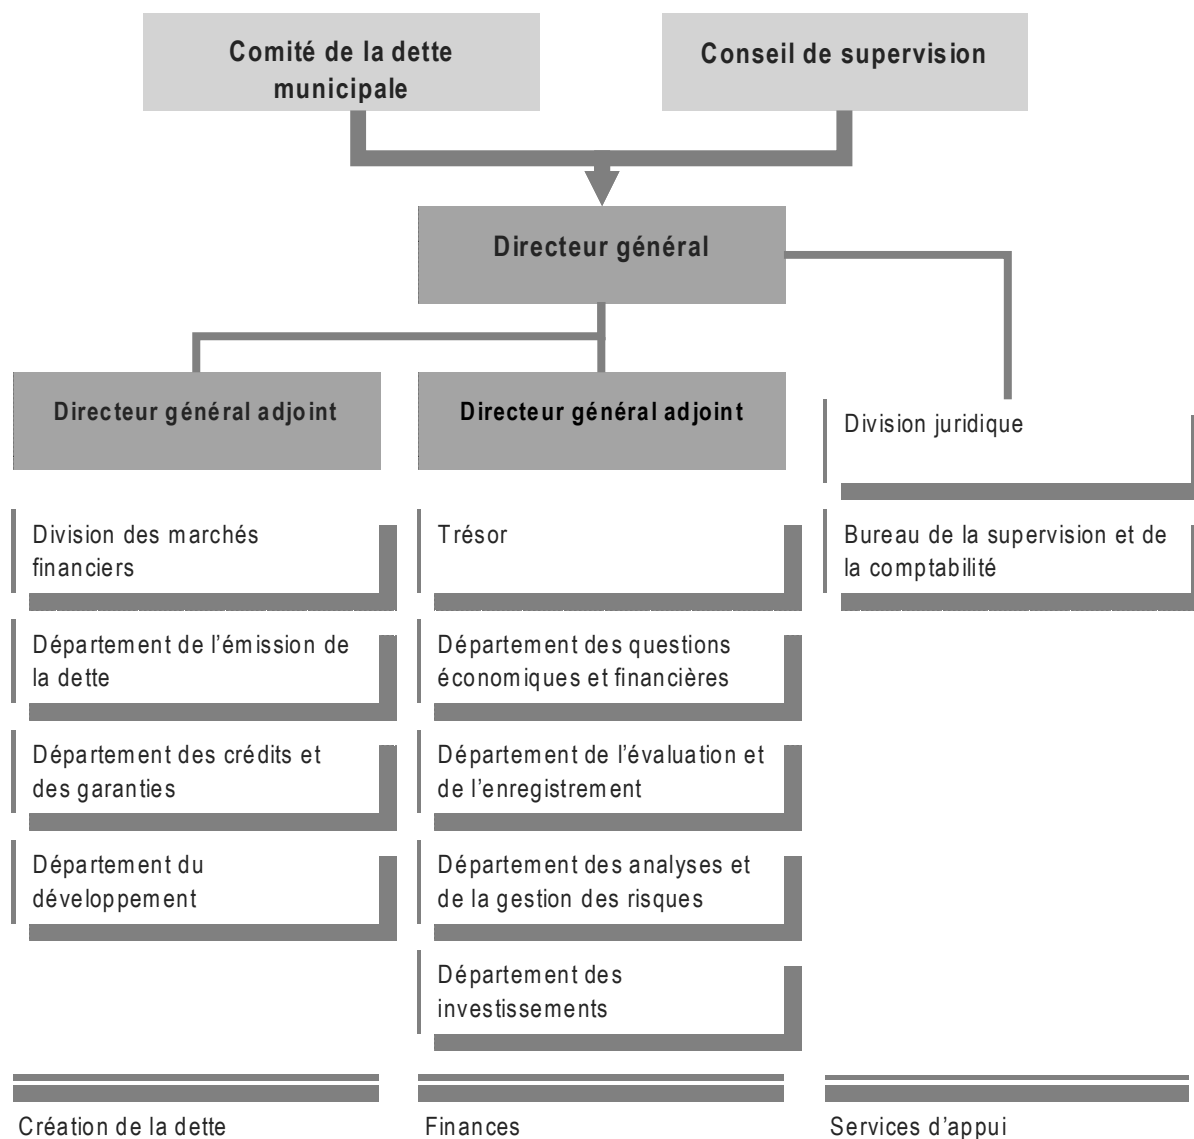 Comité de la dette
municipale
Conseil de supervision
Directeur général
Directeur général adjoint
Directeur général adjoint
Division juridique
Division des marchés
financiers
Trésor
Bureau de la supervision et de
la comptabilité
Département de l’émission de
la dette
Département des questions
économiques et financières
Département des crédits et
des garanties
Département de l’évaluation et
de l’enregistrement
Département du
développement
Département des analyses et
de la gestion des risques
Département des
investissements
Création de la dette
Finances
Services d’appui